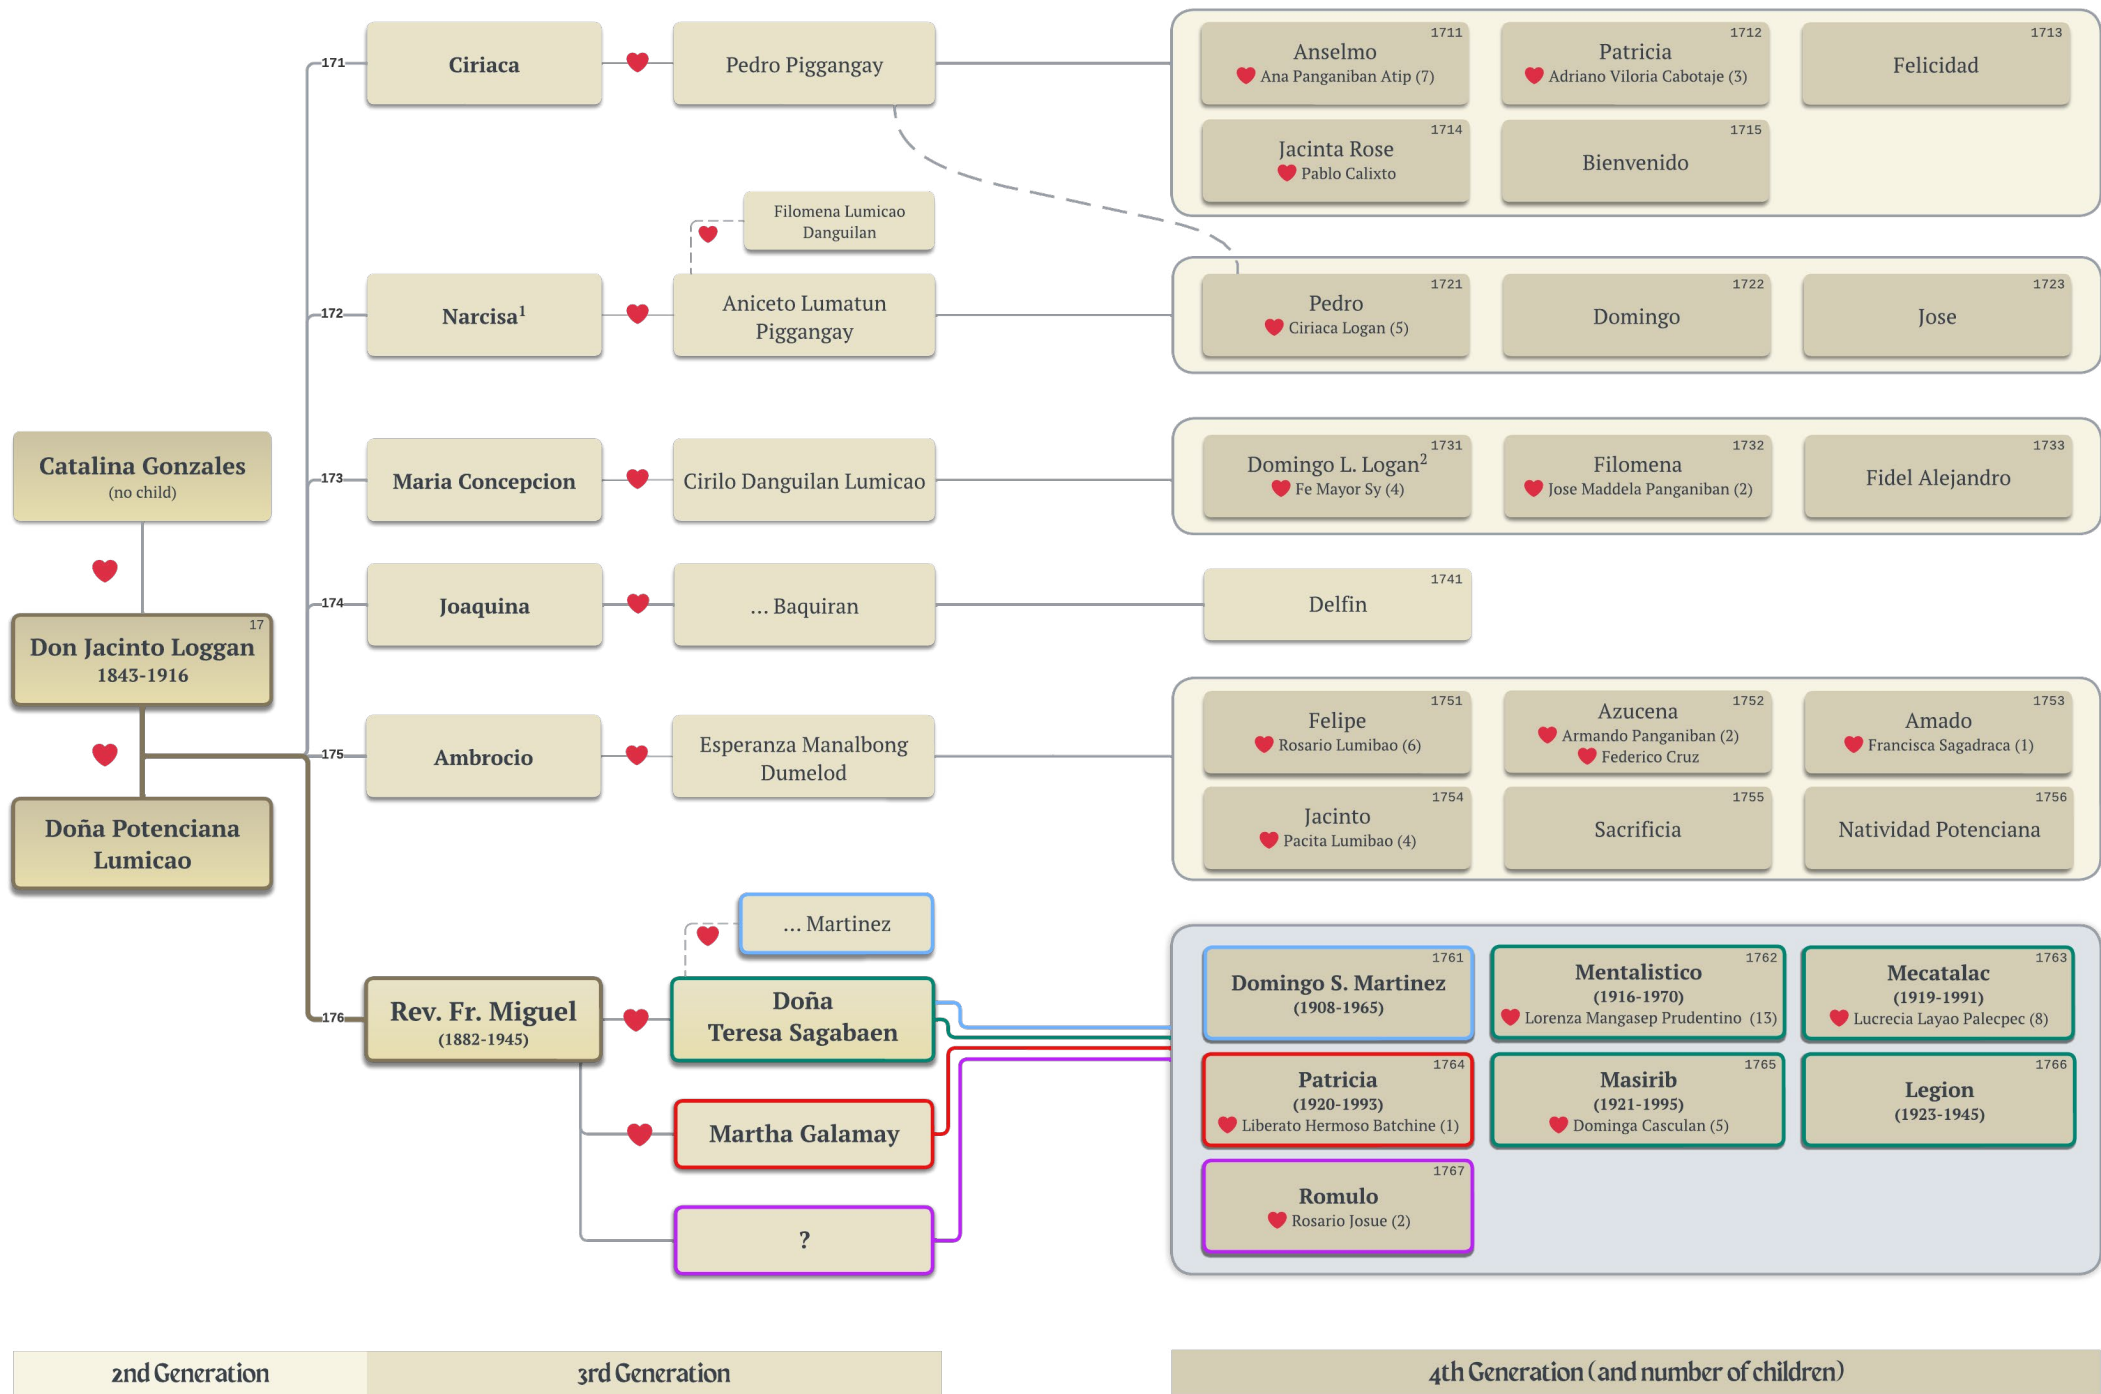 171
Ciriaca
Pedro Piggangay
1711
Anselmo
Ana Panganiban Atip (7)
1712
Patricia
Adriano Viloria Cabotaje (3)
1713
Felicidad
1714
Jacinta Rose
Pablo Calixto
1715
Bienvenido
Filomena Lumicao
Danguilan
172
Narcisa¹
Aniceto Lumatun
Piggangay
1721
Pedro
Ciriaca Logan (5)
1722
Domingo
1723
Jose
Catalina Gonzales
(no child)
173
Maria Concepcion
Cirilo Danguilan Lumicao
1731
Domingo L. Logan²
Fe Mayor Sy (4)
1732
Filomena
Jose Maddela Panganiban (2)
1733
Fidel Alejandro
174
Joaquina
... Baquiran
1741
Delfin
17
Don Jacinto Loggan
1843-1916
175
Ambrocio
Esperanza Manalbong
Dumelod
1751
Felipe
Rosario Lumibao (6)
1752
Azucena
Armando Panganiban (2)
Federico Cruz
1753
Amado
Francisca Sagadraca (1)
1754
Jacinto
Pacita Lumibao (4)
1755
Sacrificia
1756
Natividad Potenciana
Doña Potenciana
Lumicao
... Martinez
176
Rev. Fr. Miguel
(1882-1945)
Doña
Teresa Sagabaen
Martha Galamay
?
1761
Domingo S. Martinez
(1908-1965)
1762
Mentalistico
(1916-1970)
Lorenza Mangasep Prudentino (13)
1763
Mecatalac
(1919-1991)
Lucrecia Layao Palecpec (8)
1764
Patricia
(1920-1993)
Liberato Hermoso Batchine (1)
1765
Masirib
(1921-1995)
Dominga Casculan (5)
1766
Legion
(1923-1945)
1767
Romulo
Rosario Josue (2)
2nd Generation
3rd Generation
4th Generation (and number of children)